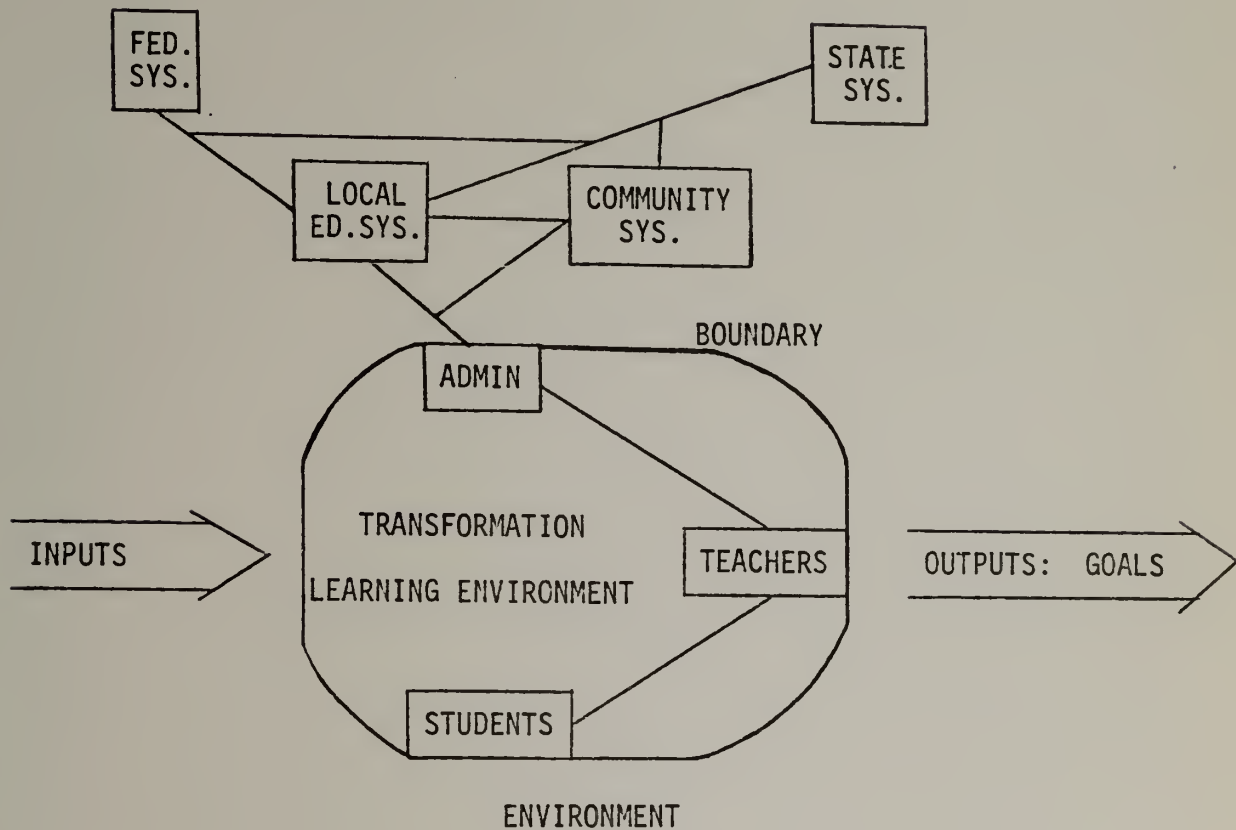 FED.
SYS.
STATE
SYS.
LOCAL
ED.SYS.
COMMUNITY
SYS.
BOUNDARY
ADMIN
TRANSFORMATION
LEARNING ENVIRONMENT
INPUTS
TEACHERS
OUTPUTS: GOALS
STUDENTS
ENVIRONMENT